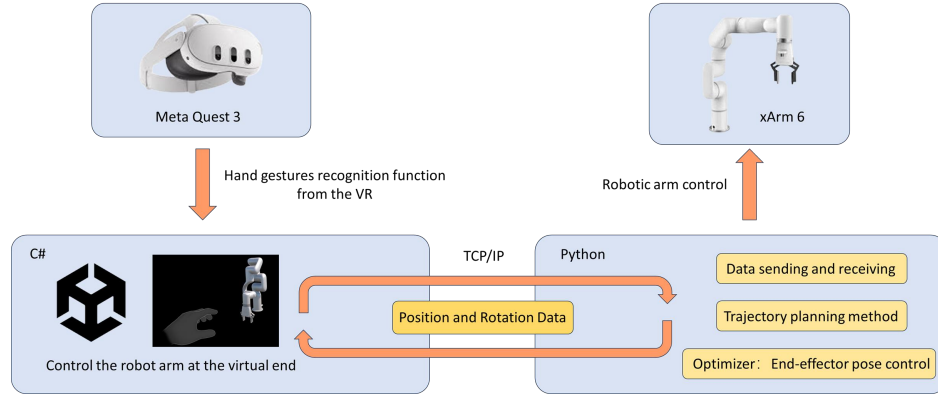 Meta Quest 3
xArm 6
Hand gestures recognition function
from the VR
Robotic arm control
C#
TCP/IP
Python
Data sending and receiving
Position and Rotation Data
Trajectory planning method
Control the robot arm at the virtual end
Optimizer： End-effector pose control